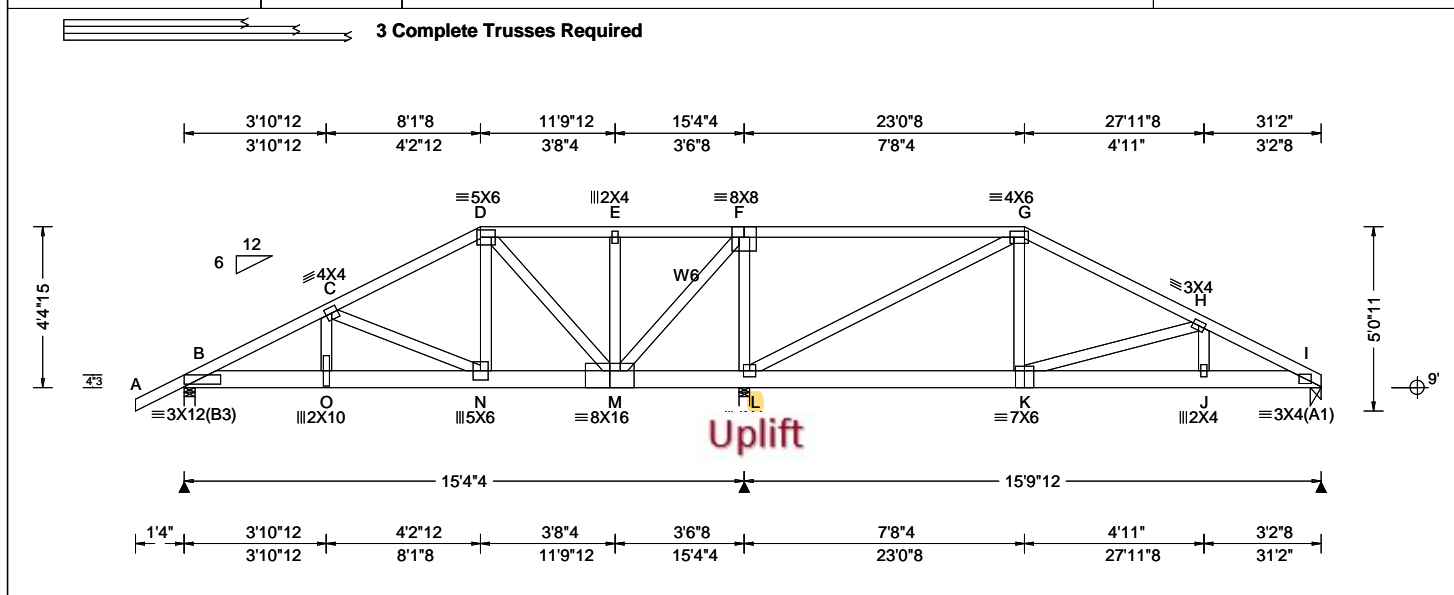 3 Complete Trusses Required
3'10"12 8'1"8 11'9"12 15'4"4 23'0"8 27'11"8 31'2"
3'10"12 4'2"12 3'8"4 3'6"8 7'8"4 4'11" 3'2"8
≡5X6 |||2X4 ≡8X8 ≡4X6
D E F G
12
6
4'4"15
W6
≡4X4
C
≡3X4
H
5'0"11
B
I
4"3
A
9'
O N M L K J
≡3X12(B3) |||2X10 |||5X6 ≡8X16 ≡7X6 |||2X4 ≡3X4(A1)
Uplift
15'4"4 15'9"12
1'4" 3'10"12 4'2"12 3'8"4 3'6"8 7'8"4 4'11" 3'2"8
3'10"12 8'1"8 11'9"12 15'4"4 23'0"8 27'11"8 31'2"